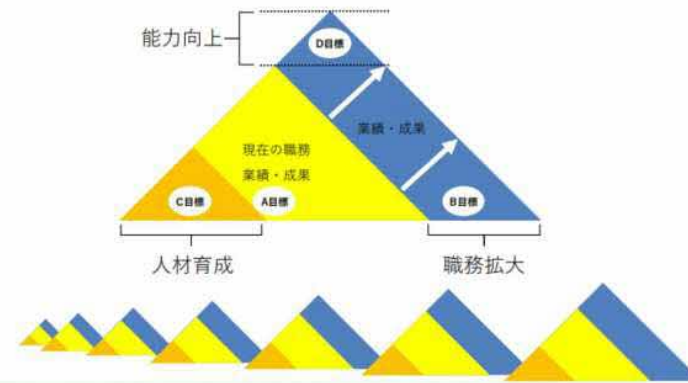 能力向上
D目標
業績・成果
現在の職務
業績・成果
C目標
A目標
B目標
人材育成
職務拡大